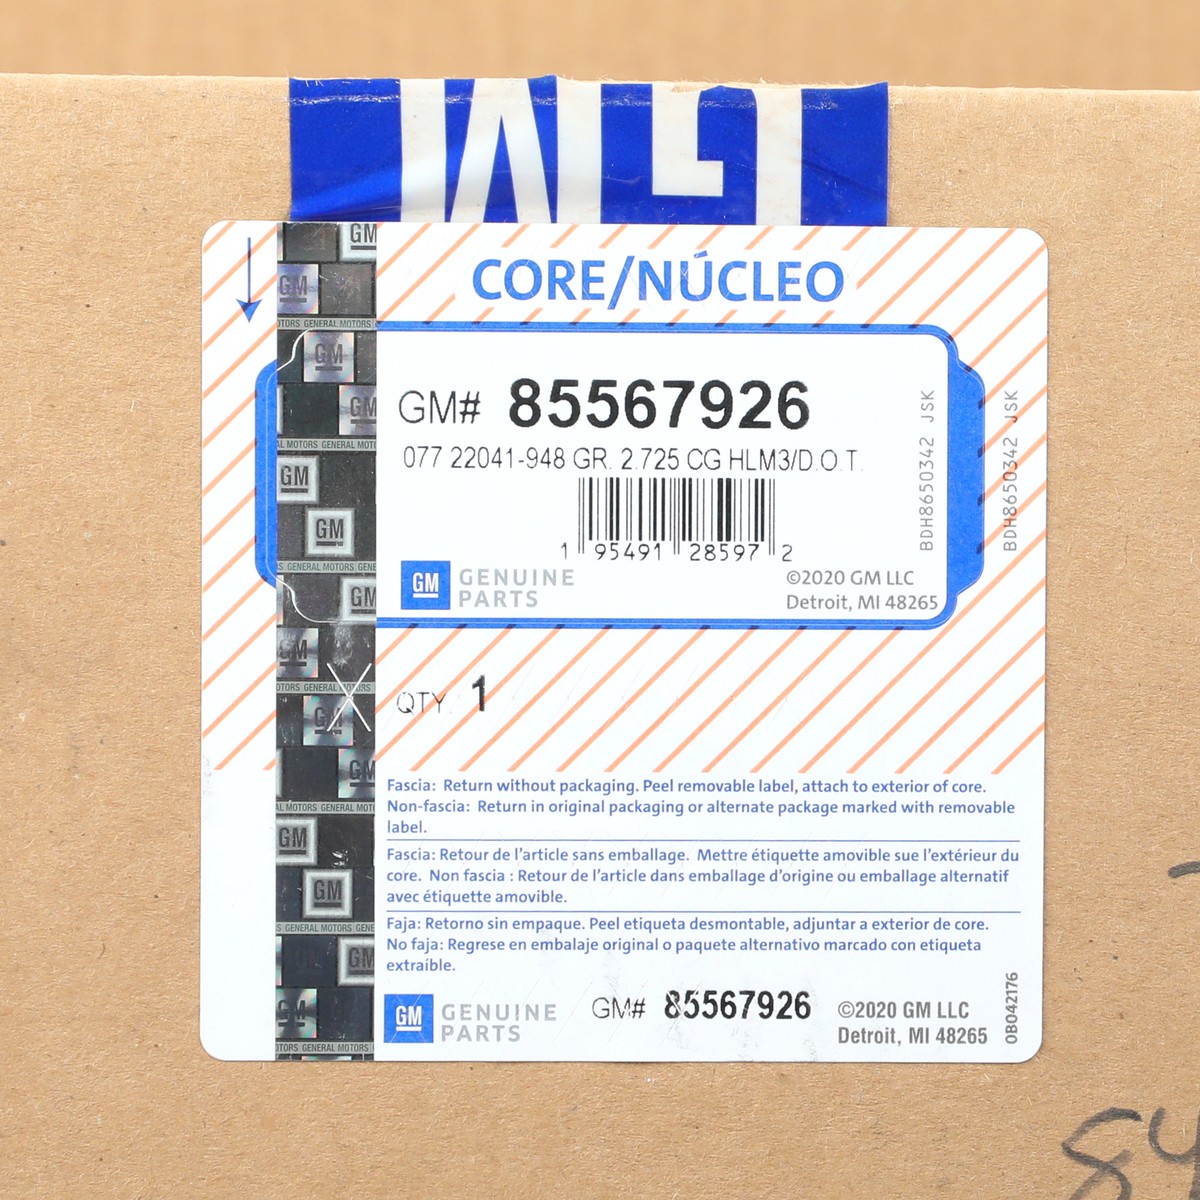 CORE/NÚCLEO
GM# 85567926
077 22041-948 GR. 2.725 CG HLM3/D.O.T.
1 95491 28597 2
GM GENUINE PARTS
©2020 GM LLC
Detroit, MI 48265
BDH8650342 JSK
BDH8650342 JSK
QTY. 1
Fascia: Return without packaging. Peel removable label, attach to exterior of core.
Non-fascia: Return in original packaging or alternate package marked with removable
label.
Fascia: Retour de l'article sans emballage. Mettre étiquette amovible sue l'extérieur du
core. Non fascia : Retour de l'article dans emballage d'origine ou emballage alternatif
avec étiquette amovible.
Faja: Retorno sin empaque. Peel etiqueta desmontable, adjuntar a exterior de core.
No faja: Regrese en embalaje original o paquete alternativo marcado con etiqueta
extraíble.
GM GENUINE PARTS
GM# 85567926
©2020 GM LLC
Detroit, MI 48265
0B042176
GM
GENERAL MOTORS